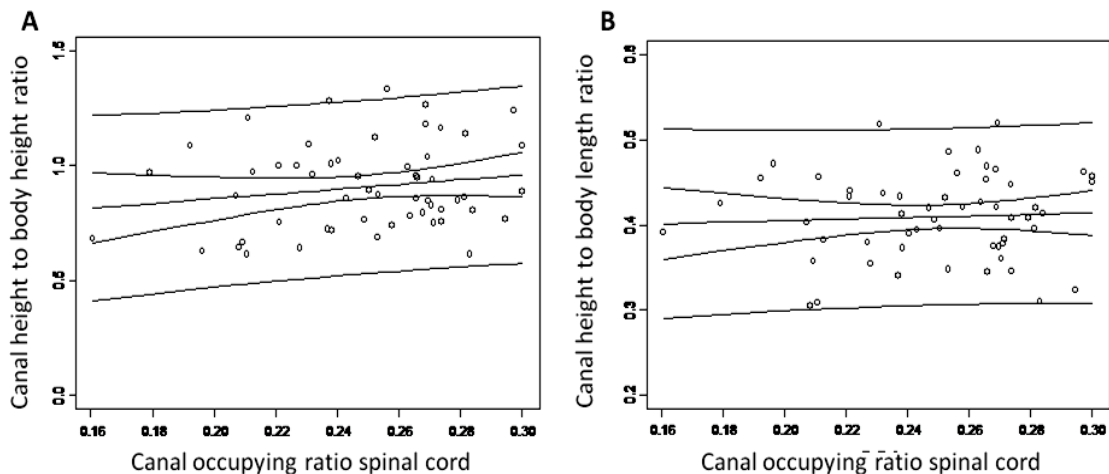 A
Canal height to body height ratio
1.5
1.0
0.5
0.0
0.16 0.18 0.20 0.22 0.24 0.26 0.28 0.30
Canal occupying ratio spinal cord
B
Canal height to body length ratio
0.6
0.5
0.4
0.3
0.2
0.16 0.18 0.20 0.22 0.24 0.26 0.28 0.30
Canal occupying ratio spinal cord